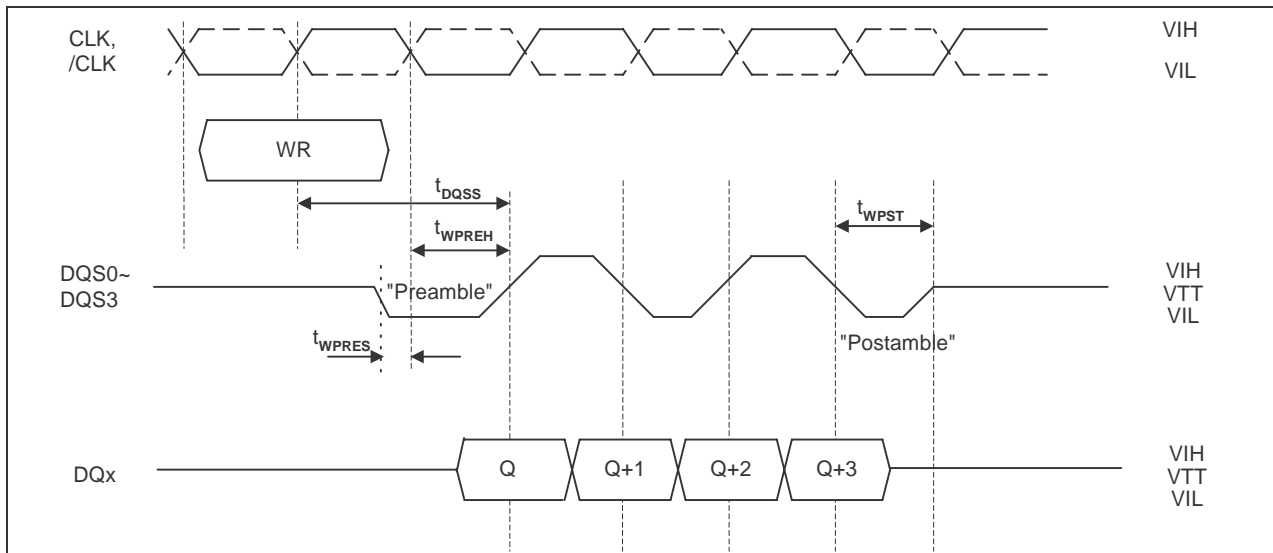 CLK,
/CLK
VIH
VIL
WR
tDQSS
tWPREH
tWPST
DQS0~
DQS3
"Preamble"
VIH
VTT
VIL
tWPRES
"Postamble"
DQx
Q
Q+1
Q+2
Q+3
VIH
VTT
VIL